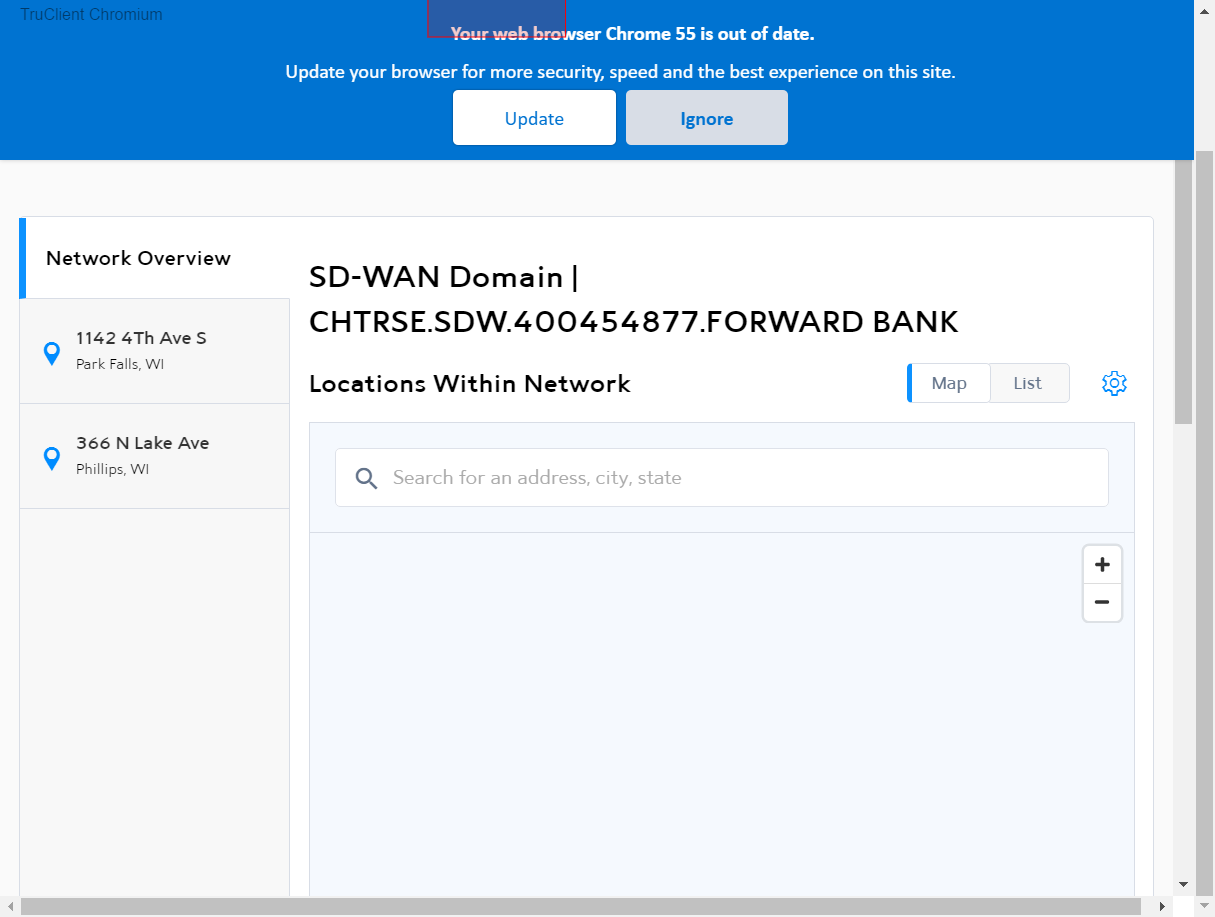 TruClient Chromium
Your web browser Chrome 55 is out of date.
Update your browser for more security, speed and the best experience on this site.
Update
Ignore
Network Overview
1142 4Th Ave S
Park Falls, WI
366 N Lake Ave
Phillips, WI
SD-WAN Domain |
CHTRSE.SDW.400454877.FORWARD BANK
Locations Within Network
Map
List
Search for an address, city, state
+
−